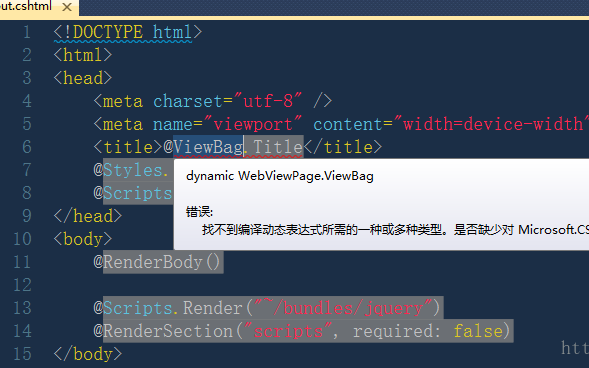 out.cshtml ×
1 <!DOCTYPE html>
2 <html>
3 <head>
4 <meta charset="utf-8" />
5 <meta name="viewport" content="width=device-width"
6 <title>@ViewBag.Title</title>
7 @Styles.
8 @Scripts
dynamic WebViewPage.ViewBag
错误:
找不到编译动态表达式所需的一种或多种类型。是否缺少对 Microsoft.CS
9 </head>
10 <body>
11 @RenderBody()
12
13 @Scripts.Render("~/bundles/jquery")
14 @RenderSection("scripts", required: false)
15 </body>
htt